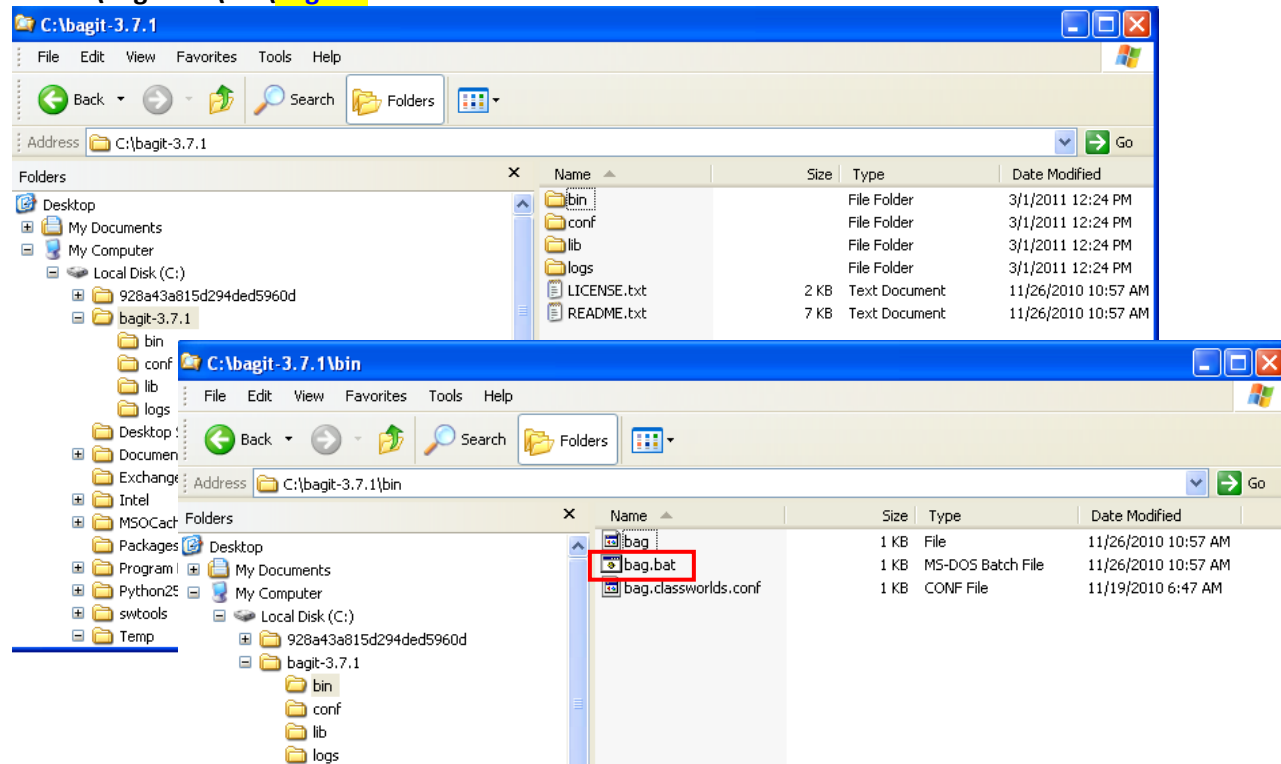 C:\bagit-3.7.1
File Edit View Favorites Tools Help
Back Search Folders
Address C:\bagit-3.7.1 Go
Folders x Name Size Type Date Modified
Desktop
My Documents
My Computer
Local Disk (C:)
928a43a815d294ded5960d
bagit-3.7.1
bin
conf
lib
logs
Desktop
Documen
Exchange
Intel
MSOCach
Packages
Program
Python25
swtools
Temp
bin File Folder 3/1/2011 12:24 PM
conf File Folder 3/1/2011 12:24 PM
lib File Folder 3/1/2011 12:24 PM
logs File Folder 3/1/2011 12:24 PM
LICENSE.txt 2 KB Text Document 11/26/2010 10:57 AM
README.txt 7 KB Text Document 11/26/2010 10:57 AM
C:\bagit-3.7.1\bin
File Edit View Favorites Tools Help
Back Search Folders
Address C:\bagit-3.7.1\bin Go
Folders x Name Size Type Date Modified
Desktop
My Documents
My Computer
Local Disk (C:)
928a43a815d294ded5960d
bagit-3.7.1
bin
conf
lib
logs
bag 1 KB File 11/26/2010 10:57 AM
bag.bat 1 KB MS-DOS Batch File 11/26/2010 10:57 AM
bag.classworlds.conf 1 KB CONF File 11/19/2010 6:47 AM